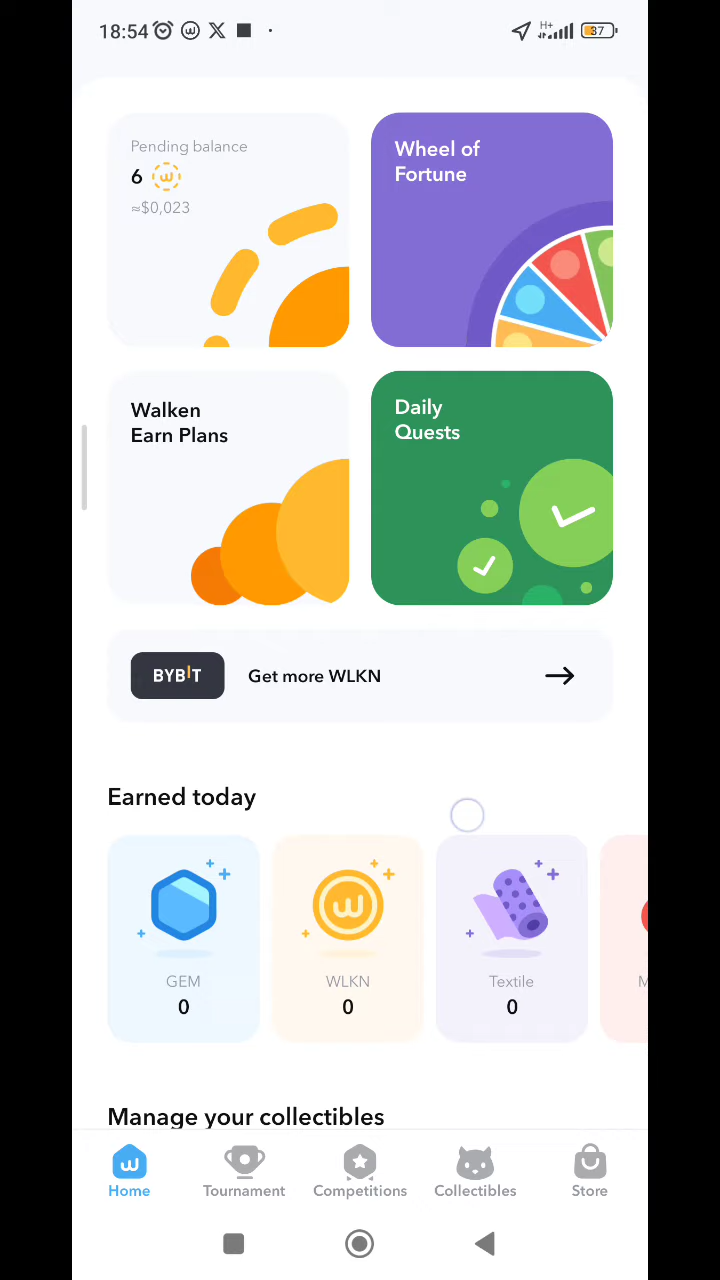 18:54
H+
37
Pending balance
6
≈$0,023
Wheel of
Fortune
Walken
Earn Plans
Daily
Quests
BYBIT
Get more WLKN
Earned today
GEM
0
WLKN
0
Textile
0
M
Manage your collectibles
Home
Tournament
Competitions
Collectibles
Store